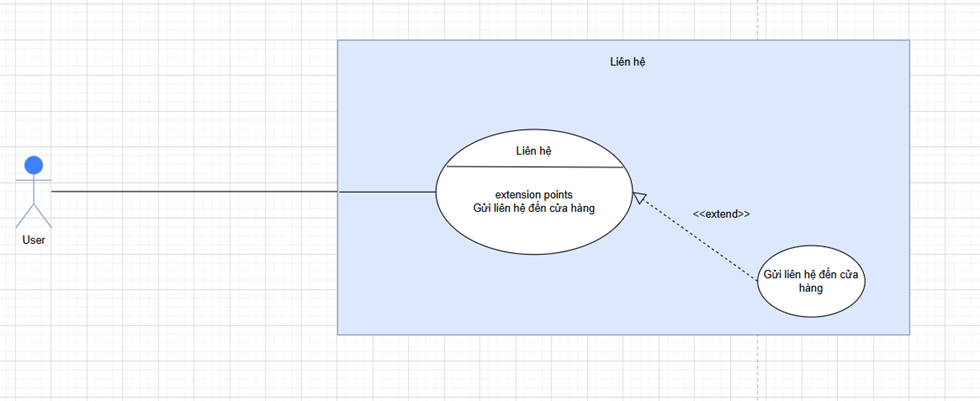 Liên hệ
Liên hệ
extension points
Gửi liên hệ đến cửa hàng
<<extend>>
User
Gửi liên hệ đến cửa
hàng